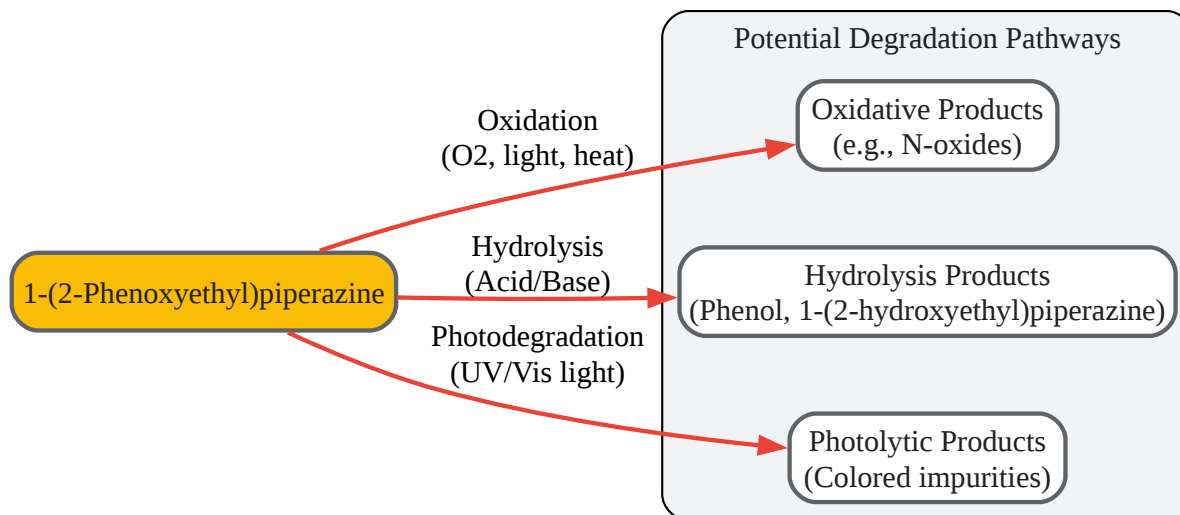 Potential Degradation Pathways
Oxidation
(O2, light, heat)
Oxidative Products
(e.g., N-oxides)
1-(2-Phenoxyethyl)piperazine
Hydrolysis
(Acid/Base)
Hydrolysis Products
(Phenol, 1-(2-hydroxyethyl)piperazine)
Photodegradation
(UV/Vis light)
Photolytic Products
(Colored impurities)